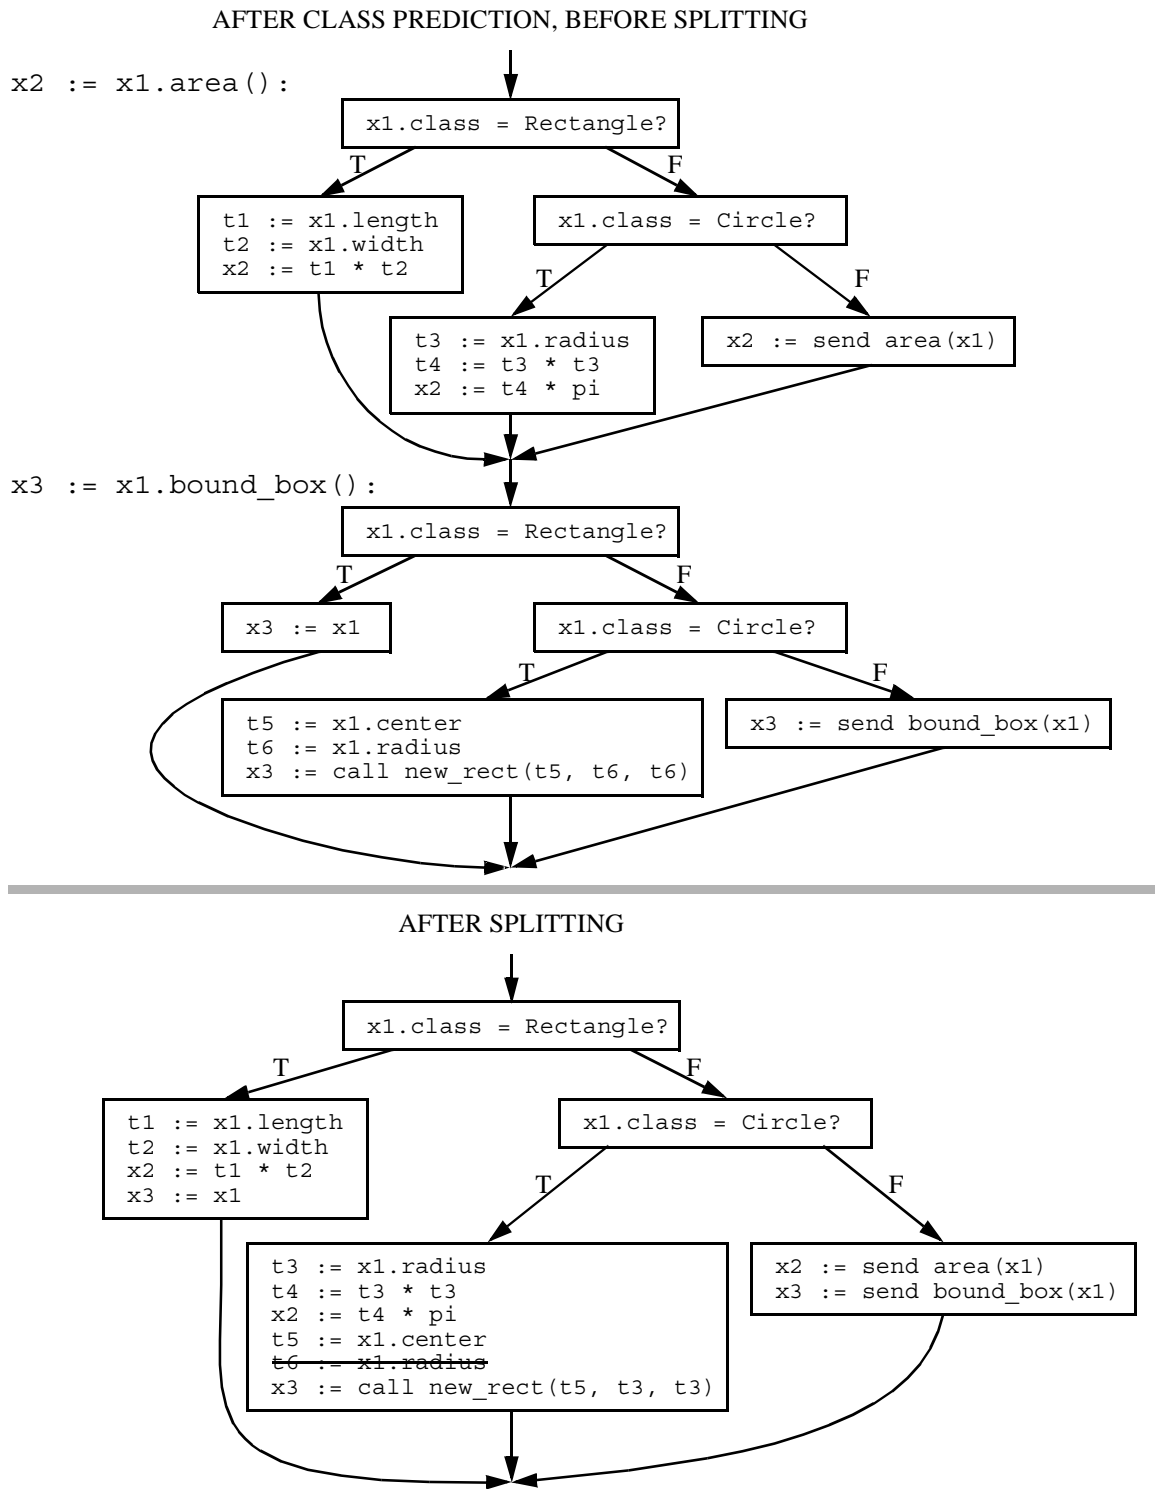 AFTER CLASS PREDICTION, BEFORE SPLITTING
x2 := x1.area():
x1.class = Rectangle?
T
F
t1 := x1.length
t2 := x1.width
x2 := t1 * t2
x1.class = Circle?
T
F
t3 := x1.radius
t4 := t3 * t3
x2 := t4 * pi
x2 := send area(x1)
x3 := x1.bound_box():
x1.class = Rectangle?
T
F
x3 := x1
x1.class = Circle?
T
F
t5 := x1.center
t6 := x1.radius
x3 := call new_rect(t5, t6, t6)
x3 := send bound_box(x1)
AFTER SPLITTING
x1.class = Rectangle?
T
F
t1 := x1.length
t2 := x1.width
x2 := t1 * t2
x3 := x1
x1.class = Circle?
T
F
t3 := x1.radius
t4 := t3 * t3
x2 := t4 * pi
t5 := x1.center
t6 := x1.radius
x3 := call new_rect(t5, t3, t3)
x2 := send area(x1)
x3 := send bound_box(x1)